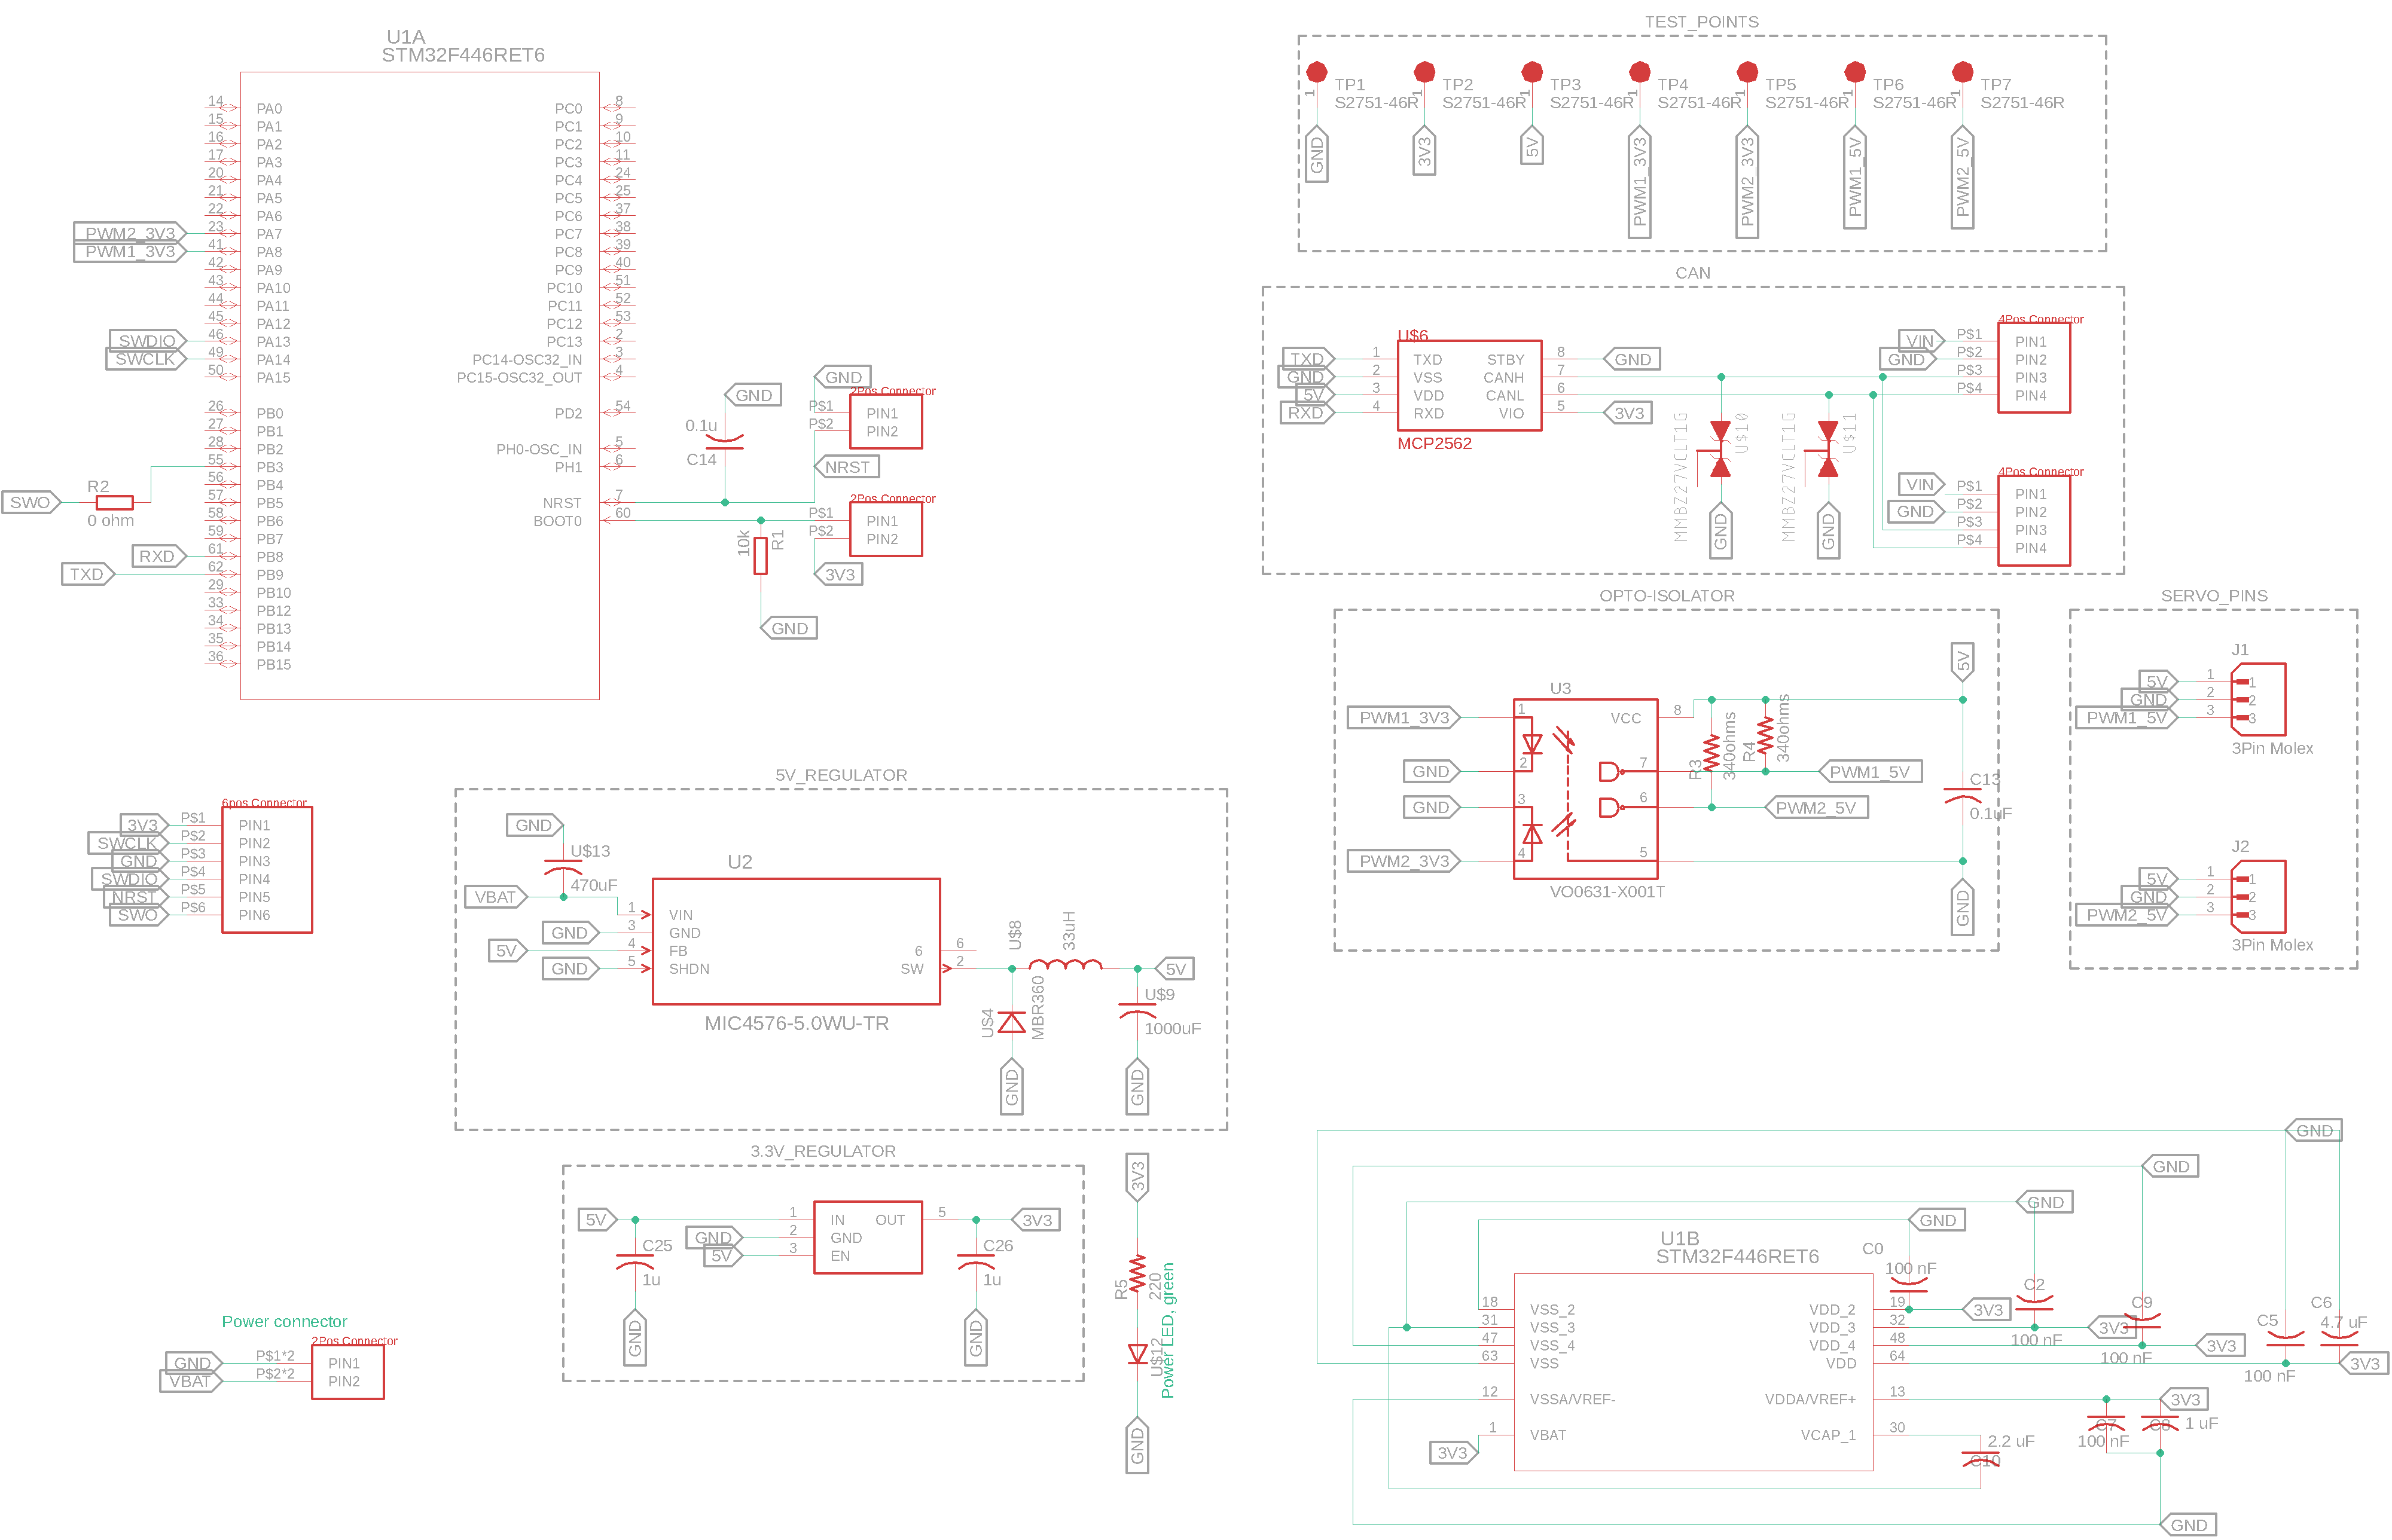 U1A
STM32F446RET6
14 PA0
15 PA1
16 PA2
17 PA3
20 PA4
21 PA5
22 PA6
PWM2_3V3 23 PA7
PWM1_3V3 41 PA8
42 PA9
43 PA10
44 PA11
45 PA12
SWDIO 46 PA13
SWCLK 49 PA14
50 PA15
26 PB0
27 PB1
28 PB2
55 PB3
56 PB4
57 PB5
58 PB6
59 PB7
RXD 61 PB8
TXD 62 PB9
29 PB10
33 PB12
34 PB13
35 PB14
36 PB15
SWO
R2
0 ohm
PC0 8
PC1 9
PC2 10
PC3 11
PC4 24
PC5 25
PC6 37
PC7 38
PC8 39
PC9 40
PC10 51
PC11 52
PC12 53
PC13 2
PC14-OSC32_IN 3
PC15-OSC32_OUT 4
PD2 54
PH0-OSC_IN 5
PH1 6
NRST 7
BOOT0 60
GND
0.1u
C14
GND
2Pos Connector
P$1 PIN1
P$2 PIN2
NRST
2Pos Connector
P$1 PIN1
P$2 PIN2
3V3
10k
R1
GND
TEST_POINTS
1 TP1
S2751-46R
GND
1 TP2
S2751-46R
3V3
1 TP3
S2751-46R
5V
1 TP4
S2751-46R
PWM1_3V3
1 TP5
S2751-46R
PWM2_3V3
1 TP6
S2751-46R
PWM1_5V
1 TP7
S2751-46R
PWM2_5V
CAN
U$6
TXD 1 TXD
GND 2 VSS
5V 3 VDD
RXD 4 RXD
STBY 8 GND
CANH 7
CANL 6
VIO 5 3V3
MCP2562
MMBZ27VCLT1G
U$10
GND
MMBZ27VCLT1G
U$11
GND
4Pos Connector
VIN P$1 PIN1
GND P$2 PIN2
P$3 PIN3
P$4 PIN4
4Pos Connector
VIN P$1 PIN1
GND P$2 PIN2
P$3 PIN3
P$4 PIN4
OPTO-ISOLATOR
U3
PWM1_3V3 1
GND 2
GND 3
PWM2_3V3 4
VCC 8
7 PWM1_5V
6 PWM2_5V
5
VO0631-X001T
R3
340ohms
R4
340ohms
5V
C13
0.1uF
GND
SERVO_PINS
J1
5V 1 1
GND 2 2
PWM1_5V 3 3
3Pin Molex
J2
5V 1 1
GND 2 2
PWM2_5V 3 3
3Pin Molex
6pos Connector
3V3 P$1 PIN1
SWCLK P$2 PIN2
GND P$3 PIN3
SWDIO P$4 PIN4
NRST P$5 PIN5
SWO P$6 PIN6
5V_REGULATOR
GND
U$13
470uF
VBAT
U2
1 VIN
GND 3 GND
5V 4 FB
GND 5 SHDN
6 6
SW 2
MIC4576-5.0WU-TR
U$8
33uH
5V
U$4
MBR360
GND
U$9
1000uF
GND
3.3V_REGULATOR
5V
C25
1u
GND
1 IN
GND 2 GND
5V 3 EN
OUT 5
3V3
C26
1u
GND
3V3
R5
220
U$12
Power LED, green
GND
Power connector
2Pos Connector
GND P$1*2 PIN1
VBAT P$2*2 PIN2
GND
GND
GND
GND
U1B
STM32F446RET6
18 VSS_2
31 VSS_3
47 VSS_4
63 VSS
12 VSSA/VREF-
3V3 1 VBAT
VDD_2 19 3V3
VDD_3 32 3V3
VDD_4 48 3V3
VDD 64 3V3
VDDA/VREF+ 13 3V3
VCAP_1 30
C0
100 nF
C2
100 nF
C9
100 nF
C5
100 nF
C6
4.7 uF
C7
100 nF
C8
1 uF
2.2 uF
C10
GND